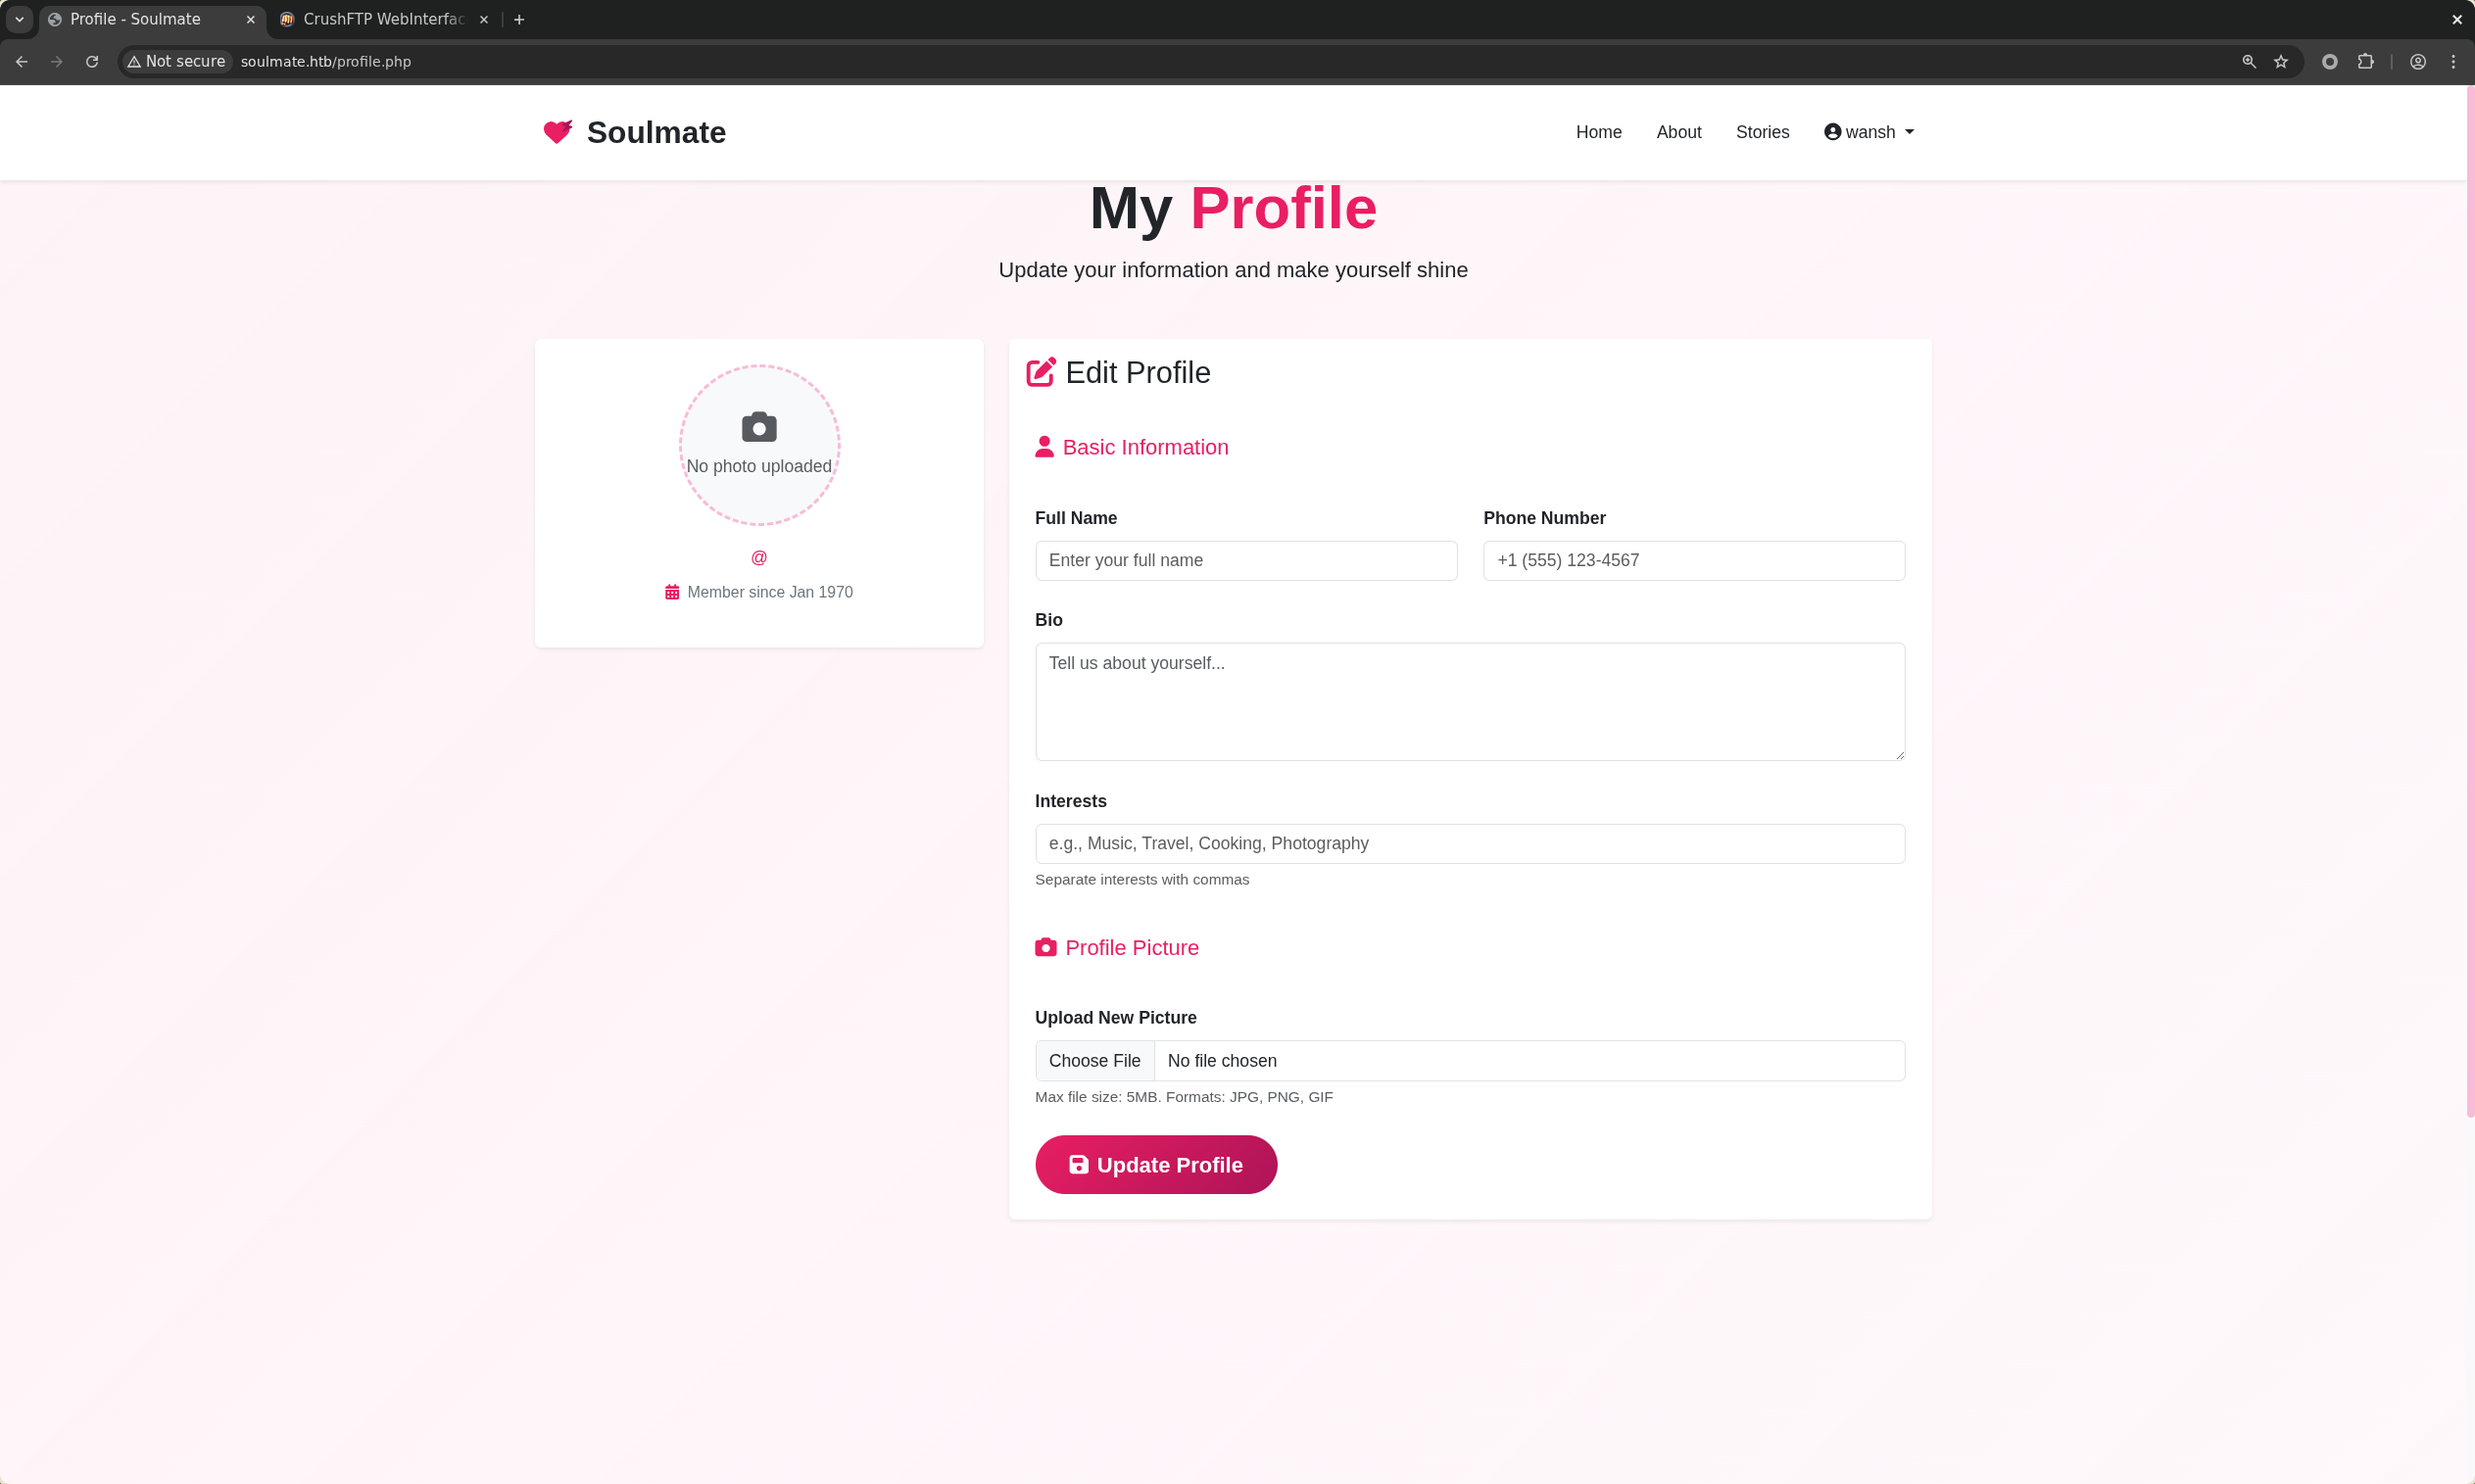 Profile - Soulmate
CrushFTP WebInterfac
Not secure
soulmate.htb/profile.php
Soulmate
Home
About
Stories
wansh
My Profile
Update your information and make yourself shine
No photo uploaded
@
Member since Jan 1970
Edit Profile
Basic Information
Full Name
Phone Number
Enter your full name
+1 (555) 123-4567
Bio
Tell us about yourself...
Interests
e.g., Music, Travel, Cooking, Photography
Separate interests with commas
Profile Picture
Upload New Picture
Choose File
No file chosen
Max file size: 5MB. Formats: JPG, PNG, GIF
Update Profile